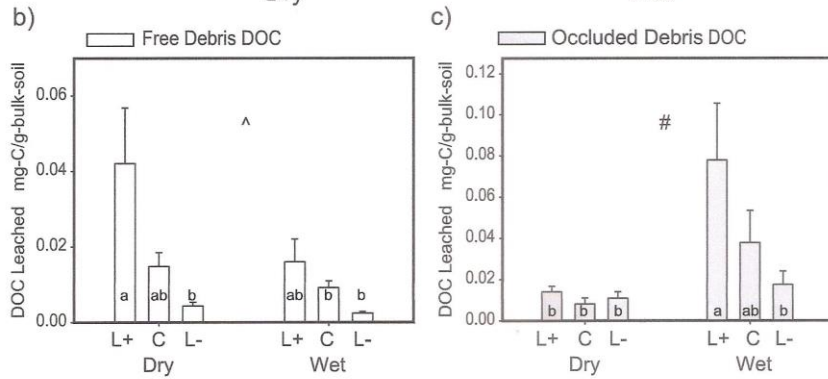 b)
Free Debris DOC
DOC Leached mg-C/g-bulk-soil
0.06
0.04
0.02
0.00
^
a
ab
b
ab
b
b
L+ C L- L+ C L-
Dry Wet
c)
Occluded Debris DOC
DOC Leached mg-C/g-bulk-soil
0.12
0.10
0.08
0.06
0.04
0.02
0.00
#
b
b
b
a
ab
b
L+ C L- L+ C L-
Dry Wet